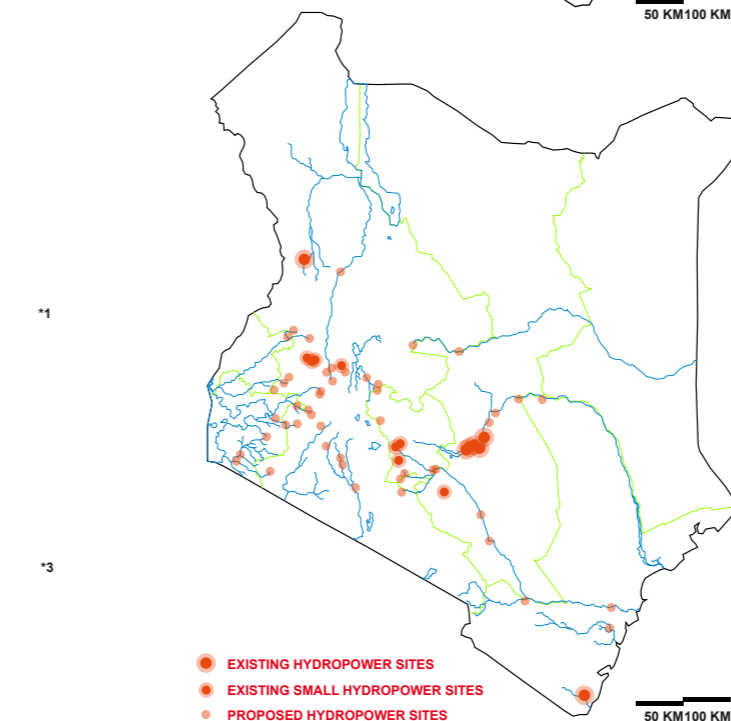 50 KM100 KM
*1
*3
EXISTING HYDROPOWER SITES
EXISTING SMALL HYDROPOWER SITES
PROPOSED HYDROPOWER SITES
50 KM100 KM